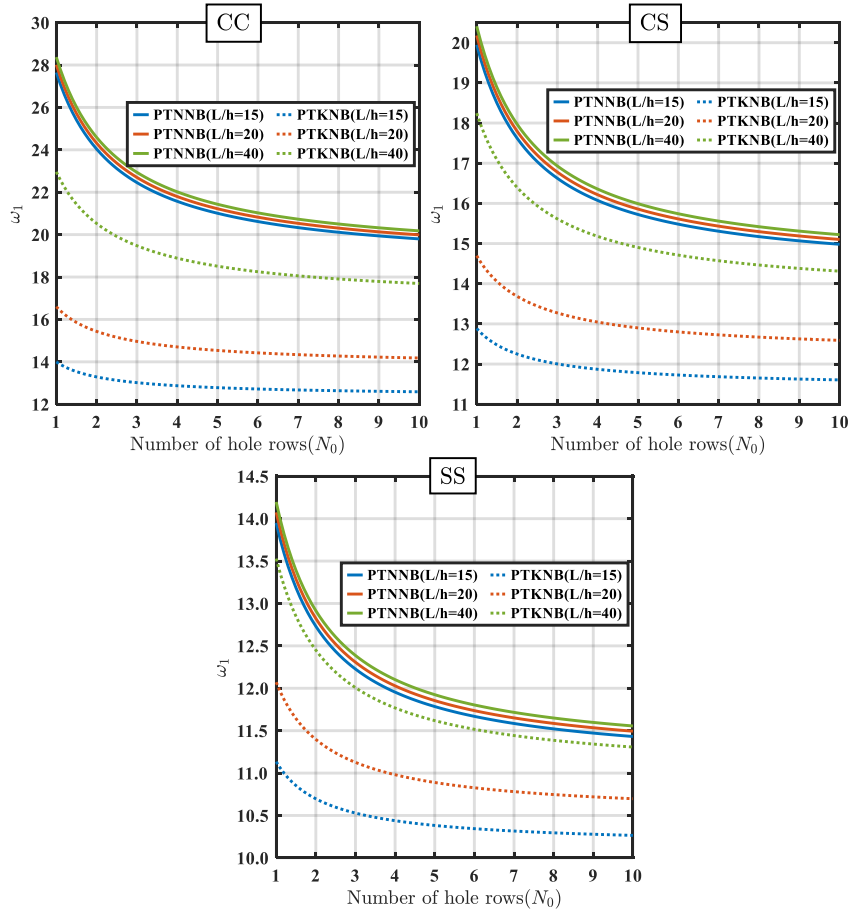 CC
30
28
26
24
22
20
18
16
14
12
ω₁
PTNNB(L/h=15) PTKNB(L/h=15)
PTNNB(L/h=20) PTKNB(L/h=20)
PTNNB(L/h=40) PTKNB(L/h=40)
1 2 3 4 5 6 7 8 9 10
Number of hole rows(N₀)
CS
20
19
18
17
16
15
14
13
12
11
ω₁
PTNNB(L/h=15) PTKNB(L/h=15)
PTNNB(L/h=20) PTKNB(L/h=20)
PTNNB(L/h=40) PTKNB(L/h=40)
1 2 3 4 5 6 7 8 9 10
Number of hole rows(N₀)
SS
14.5
14.0
13.5
13.0
12.5
12.0
11.5
11.0
10.5
10.0
ω₁
PTNNB(L/h=15) PTKNB(L/h=15)
PTNNB(L/h=20) PTKNB(L/h=20)
PTNNB(L/h=40) PTKNB(L/h=40)
1 2 3 4 5 6 7 8 9 10
Number of hole rows(N₀)